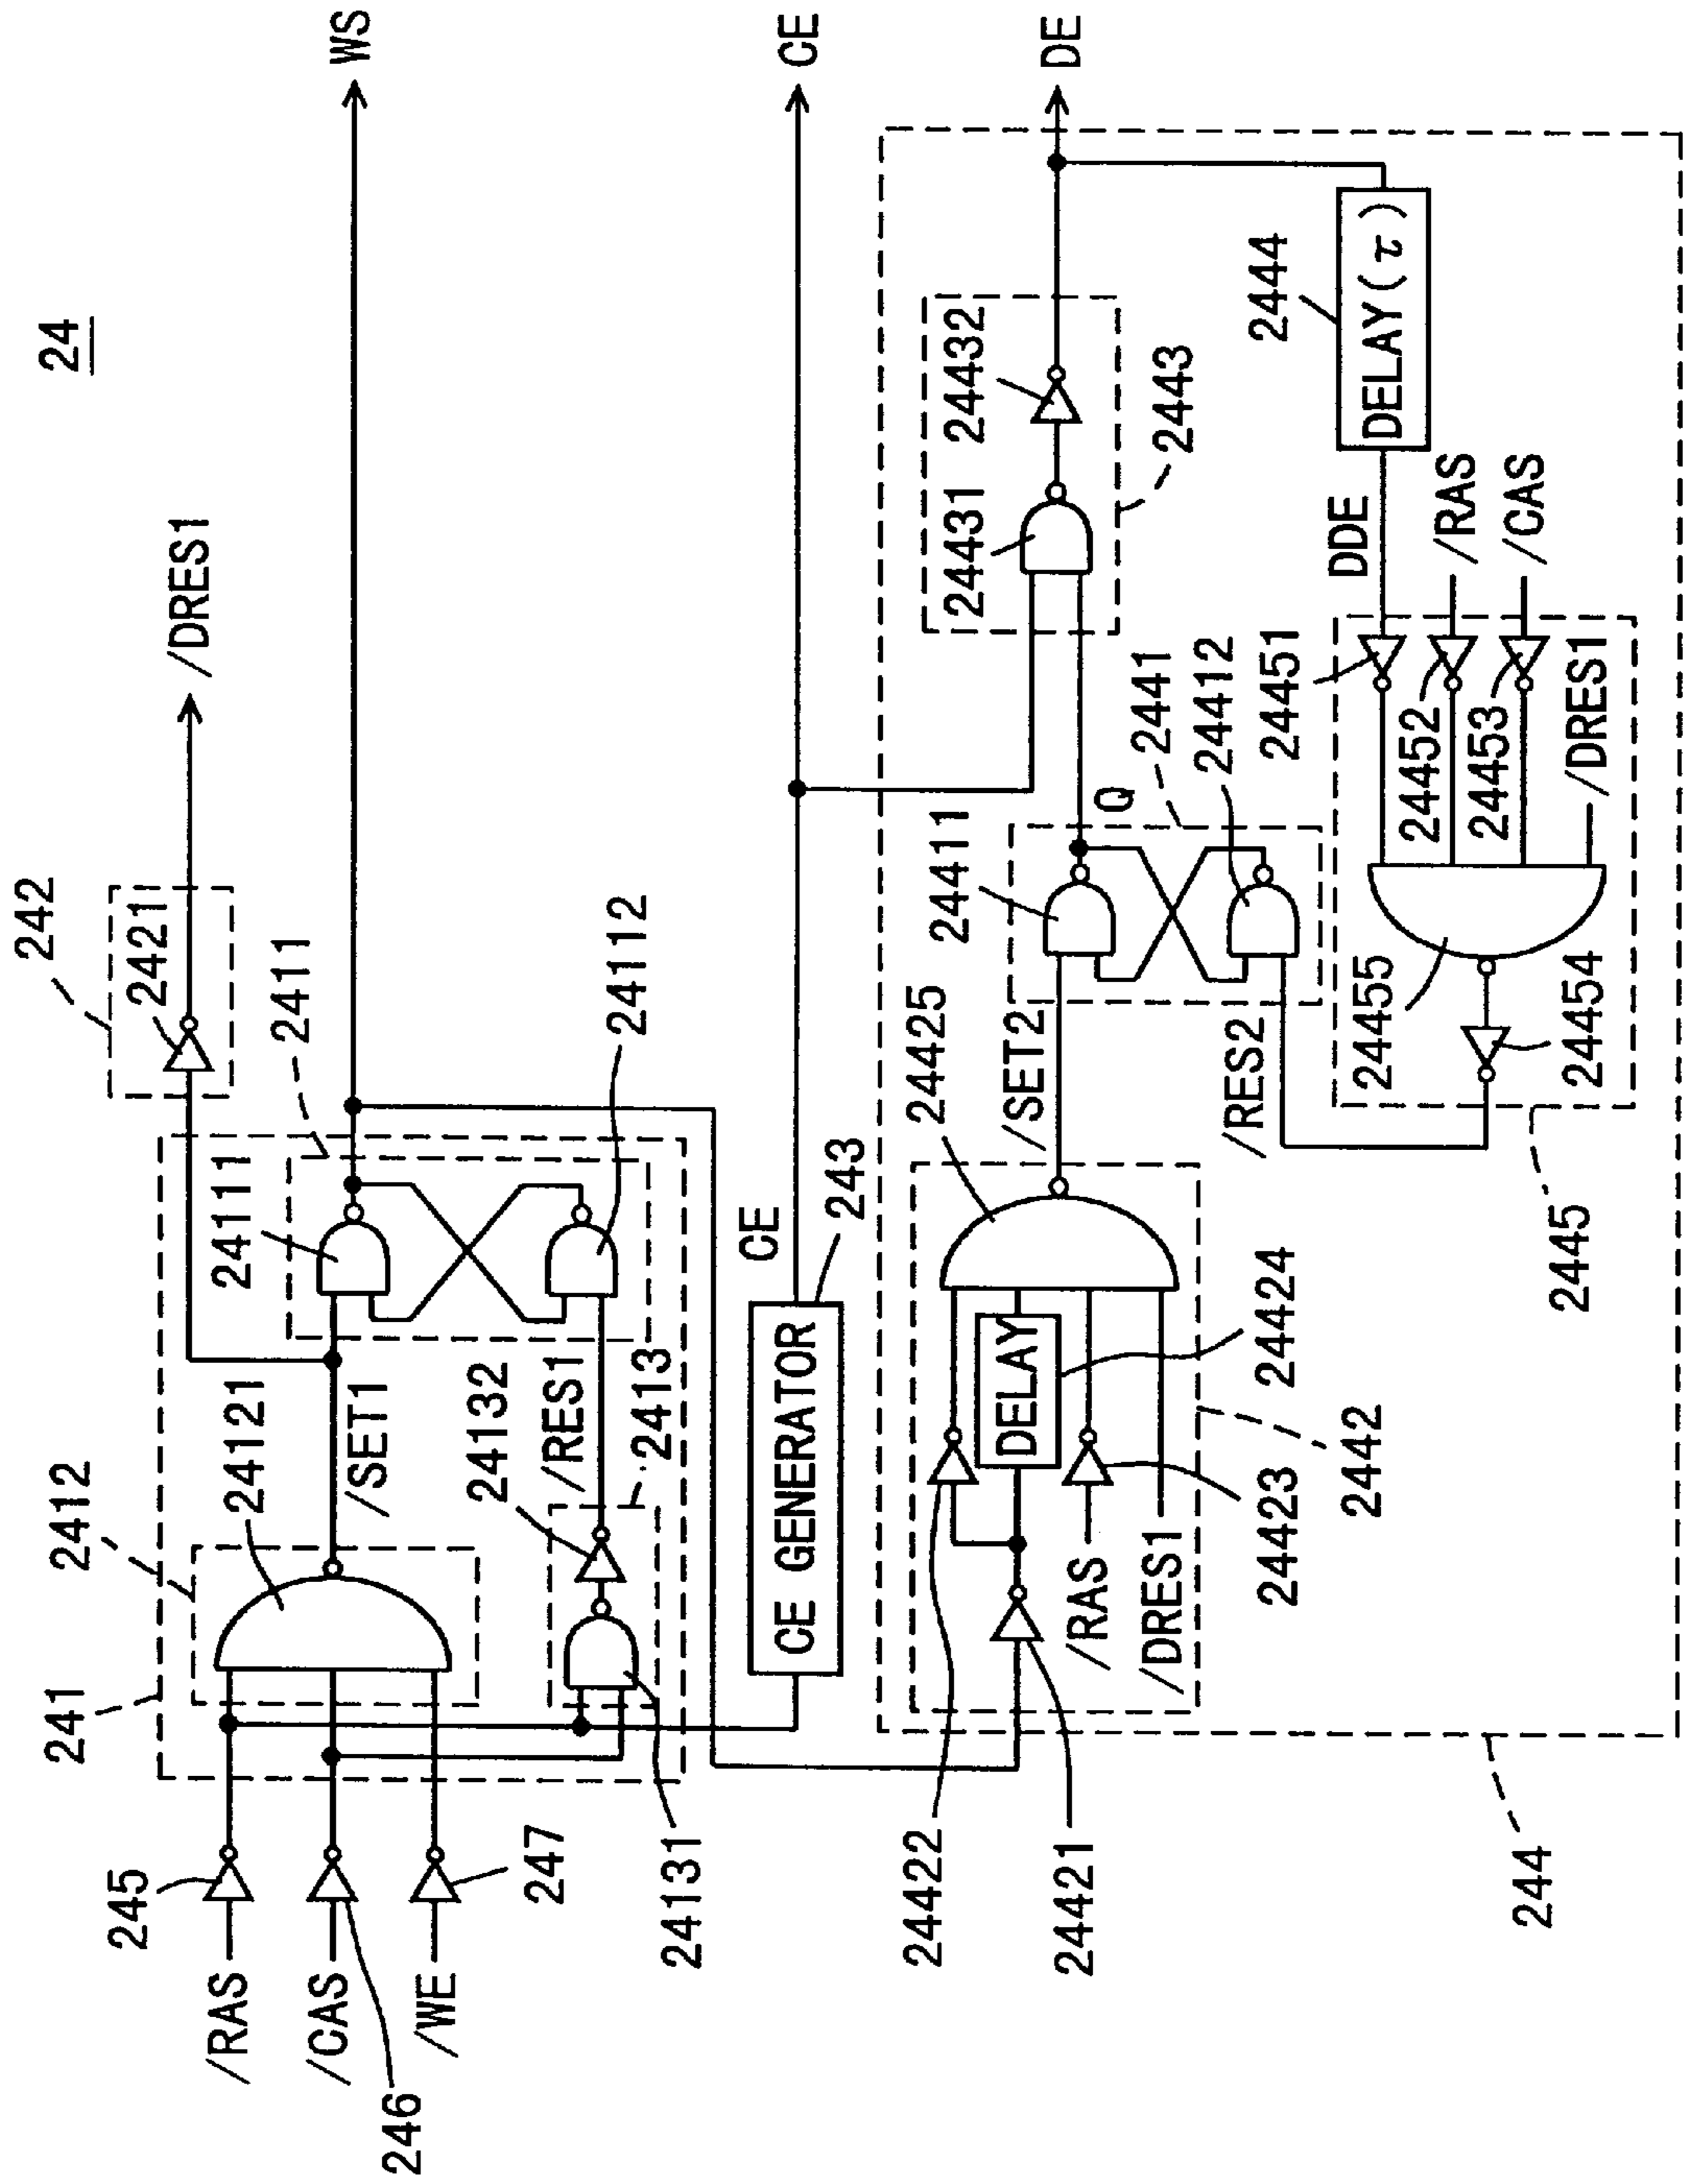 24
242
2421
/DRES1
241
2412
24121
24111
2411
WS
245
/RAS
/SET1
24112
/CAS
246
/WE
247
24131
24132
/RES1
2413
CE
CE GENERATOR
243
CE
24422
24421
/RAS
/DRES1
24423
DELAY
24424
2442
24425
/SET2
/RES2
24411
Q
2441
24412
24431
24432
2443
DE
2444
DELAY(τ)
DDE
/RAS
/CAS
24451
24452
24453
/DRES1
24455
24454
2445
244